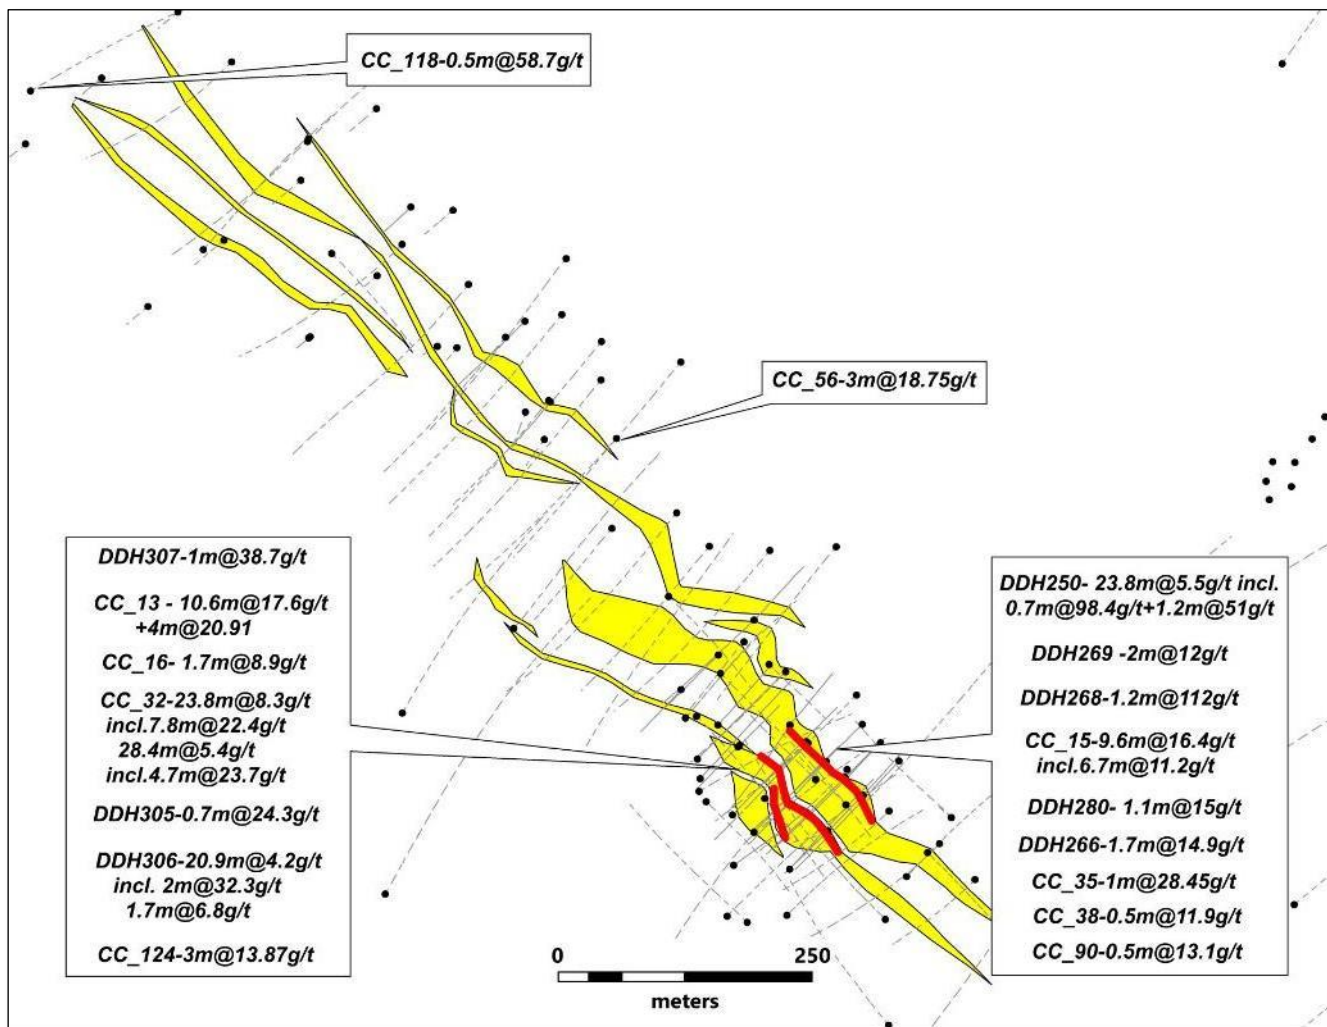 CC_118-0.5m@58.7g/t
CC_56-3m@18.75g/t
DDH307-1m@38.7g/t
CC_13 - 10.6m@17.6g/t
+4m@20.91
CC_16- 1.7m@8.9g/t
CC_32-23.8m@8.3g/t
incl.7.8m@22.4g/t
28.4m@5.4g/t
incl.4.7m@23.7g/t
DDH305-0.7m@24.3g/t
DDH306-20.9m@4.2g/t
incl. 2m@32.3g/t
1.7m@6.8g/t
CC_124-3m@13.87g/t
DDH250- 23.8m@5.5g/t incl.
0.7m@98.4g/t+1.2m@51g/t
DDH269 -2m@12g/t
DDH268-1.2m@112g/t
CC_15-9.6m@16.4g/t
incl.6.7m@11.2g/t
DDH280- 1.1m@15g/t
DDH266-1.7m@14.9g/t
CC_35-1m@28.45g/t
CC_38-0.5m@11.9g/t
CC_90-0.5m@13.1g/t
0 250
meters